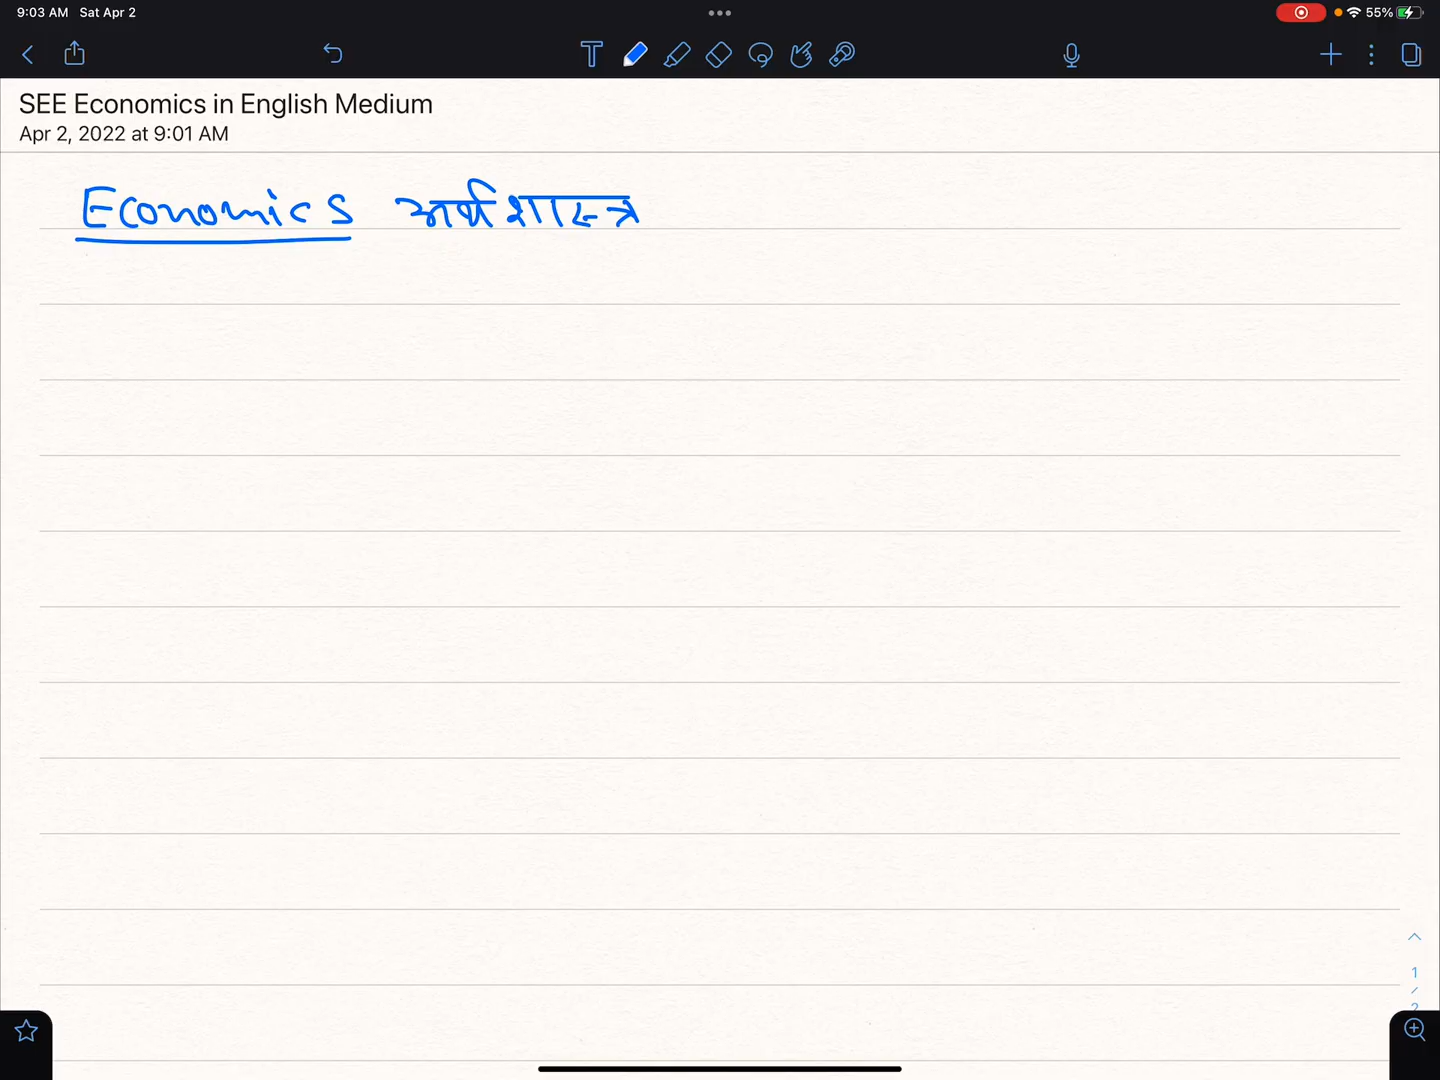 9:03 AM Sat Apr 2
55%
SEE Economics in English Medium
Apr 2, 2022 at 9:01 AM
Economics अर्थशास्त्र
1
/
2